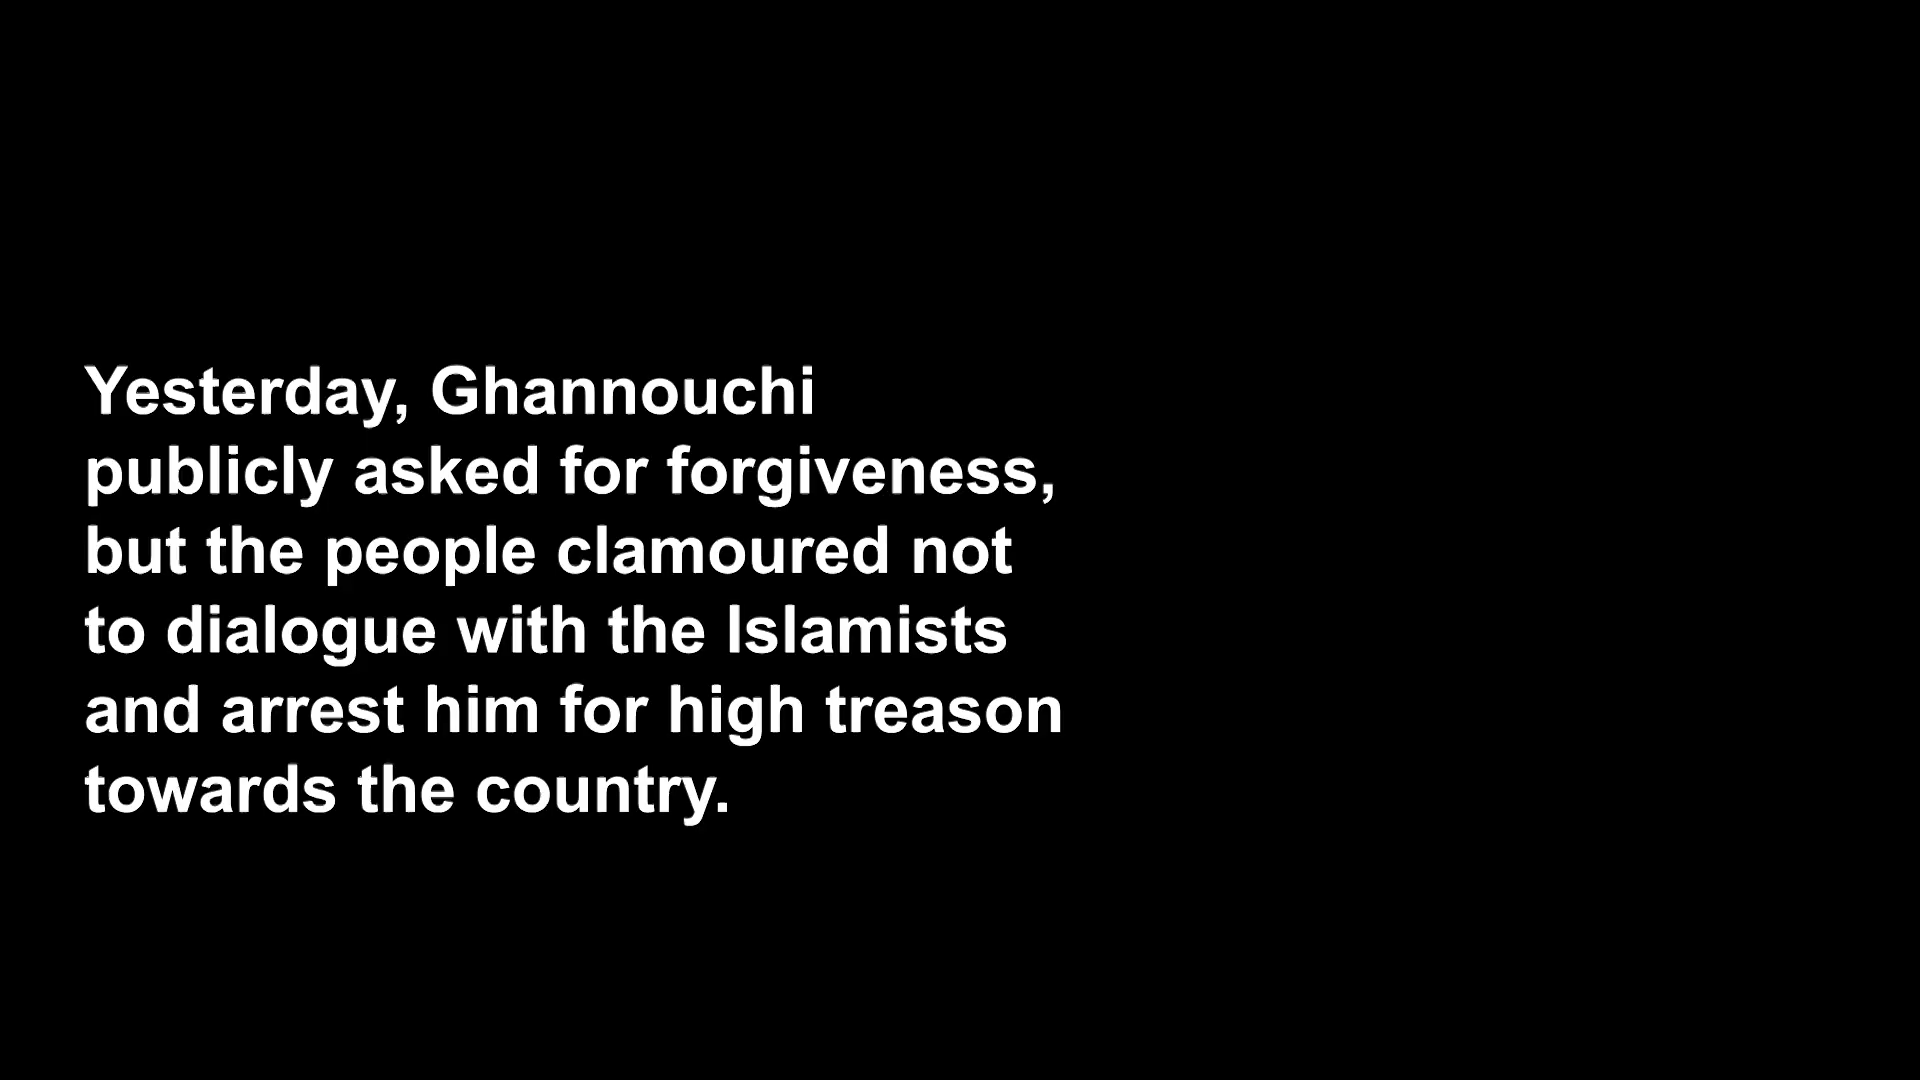 Yesterday, Ghannouchi
publicly asked for forgiveness,
but the people clamoured not
to dialogue with the Islamists
and arrest him for high treason
towards the country.